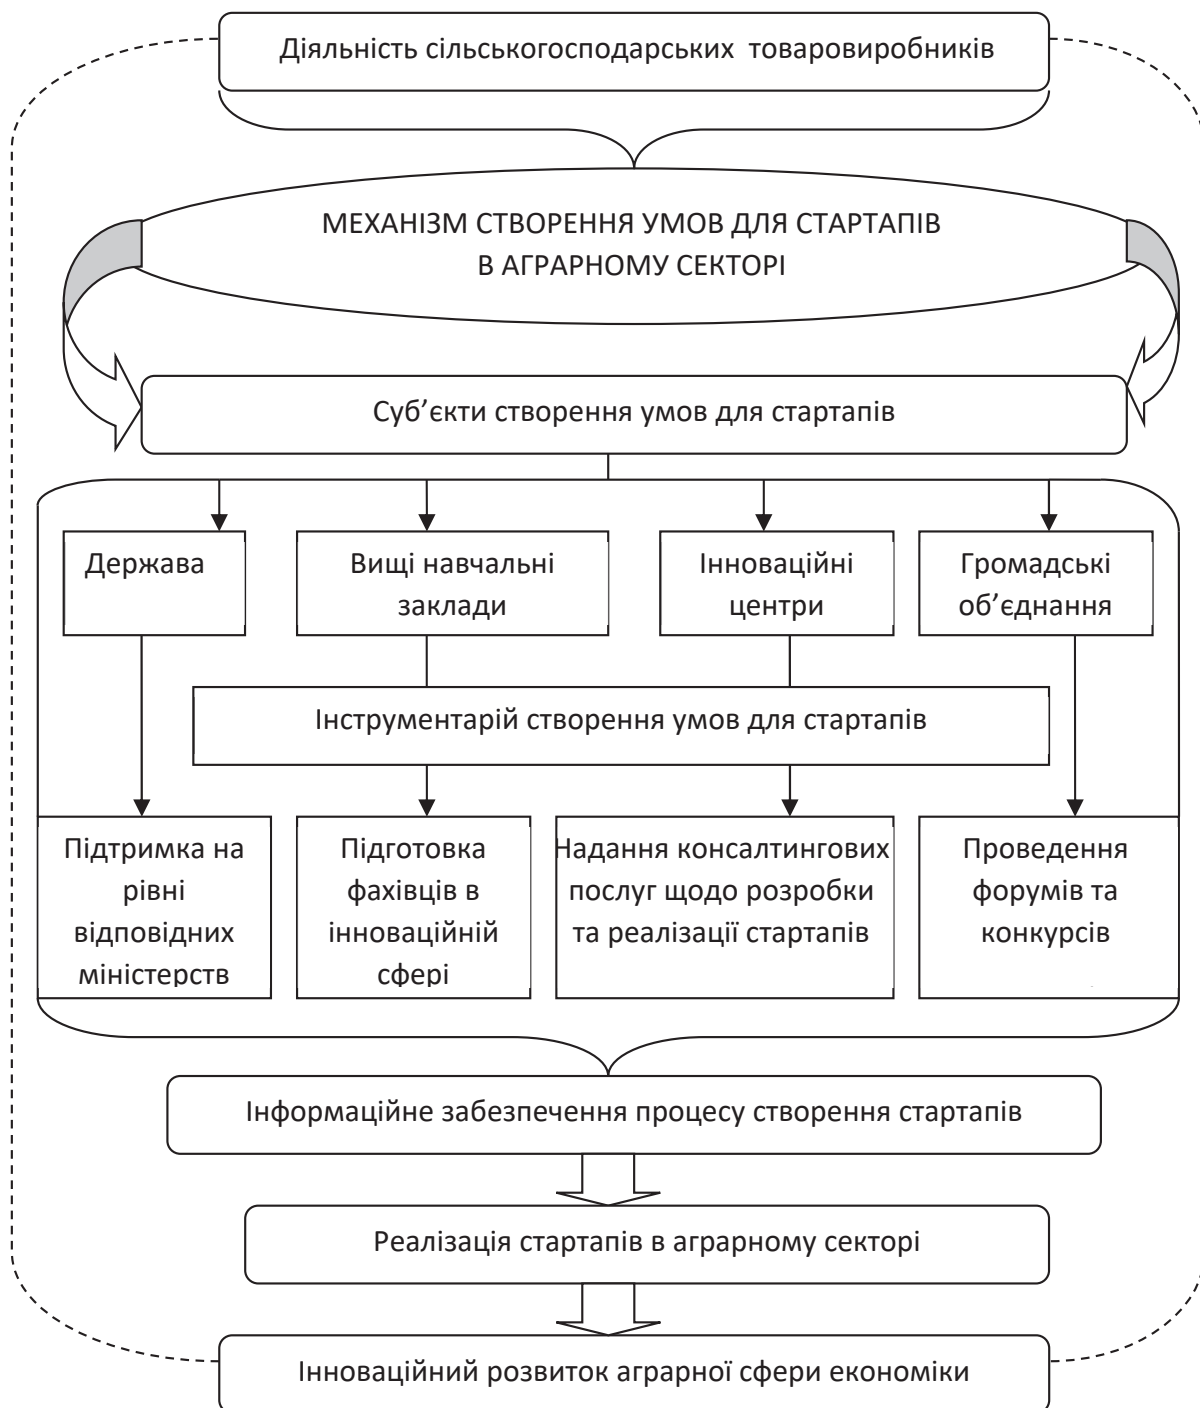 Діяльність сільськогосподарських товаровиробників
МЕХАНІЗМ СТВОРЕННЯ УМОВ ДЛЯ СТАРТАПІВ
В АГРАРНОМУ СЕКТОРІ
Суб’єкти створення умов для стартапів
Держава
Вищі навчальні
заклади
Інноваційні
центри
Громадські
об’єднання
Інструментарій створення умов для стартапів
Підтримка на
рівні
відповідних
міністерств
Підготовка
фахівців в
інноваційній
сфері
Надання консалтингових
послуг щодо розробки
та реалізації стартапів
Проведення
форумів та
конкурсів
Інформаційне забезпечення процесу створення стартапів
Реалізація стартапів в аграрному секторі
Інноваційний розвиток аграрної сфери економіки